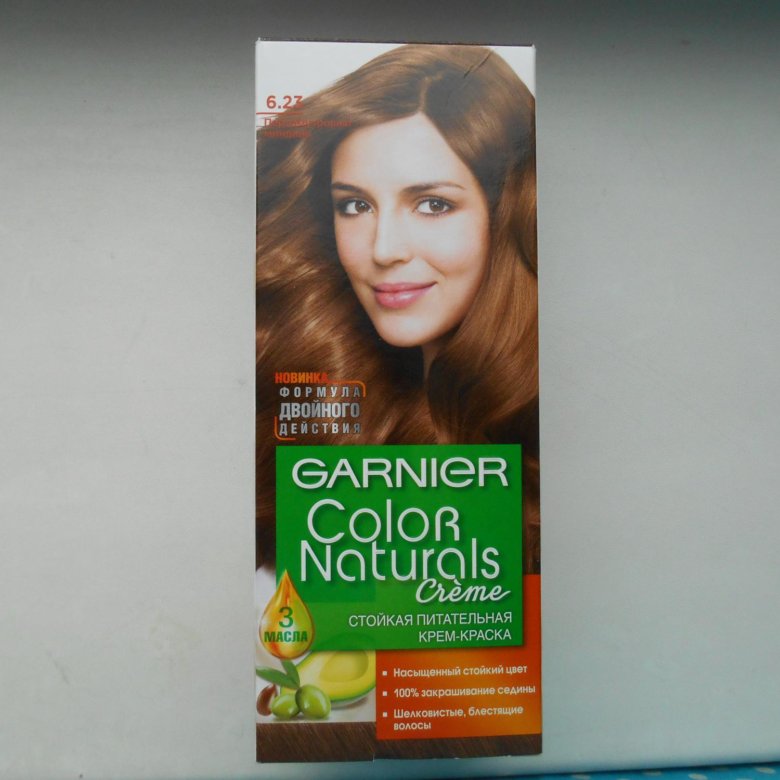 6.23
НОВИНКА
ФОРМУЛА
ДВОЙНОГО
ДЕЙСТВИЯ
GARNIER
Color
Naturals
Crème
СТОЙКАЯ ПИТАТЕЛЬНАЯ
КРЕМ-КРАСКА
3
МАСЛА
Насыщенный стойкий цвет
100% закрашивание седины
Шелковистые, блестящие
волосы